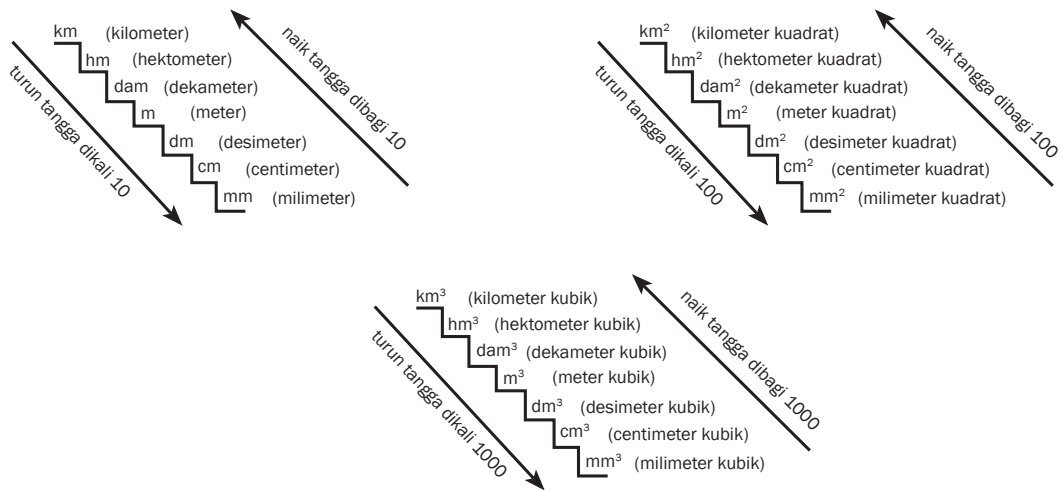 km (kilometer)
hm (hektometer)
dam (dekameter)
m (meter)
dm (desimeter)
cm (centimeter)
mm (milimeter)
turun tangga dikali 10
naik tangga dibagi 10
km² (kilometer kuadrat)
hm² (hektometer kuadrat)
dam² (dekameter kuadrat)
m² (meter kuadrat)
dm² (desimeter kuadrat)
cm² (centimeter kuadrat)
mm² (milimeter kuadrat)
turun tangga dikali 100
naik tangga dibagi 100
km³ (kilometer kubik)
hm³ (hektometer kubik)
dam³ (dekameter kubik)
m³ (meter kubik)
dm³ (desimeter kubik)
cm³ (centimeter kubik)
mm³ (milimeter kubik)
turun tangga dikali 1000
naik tangga dibagi 1000